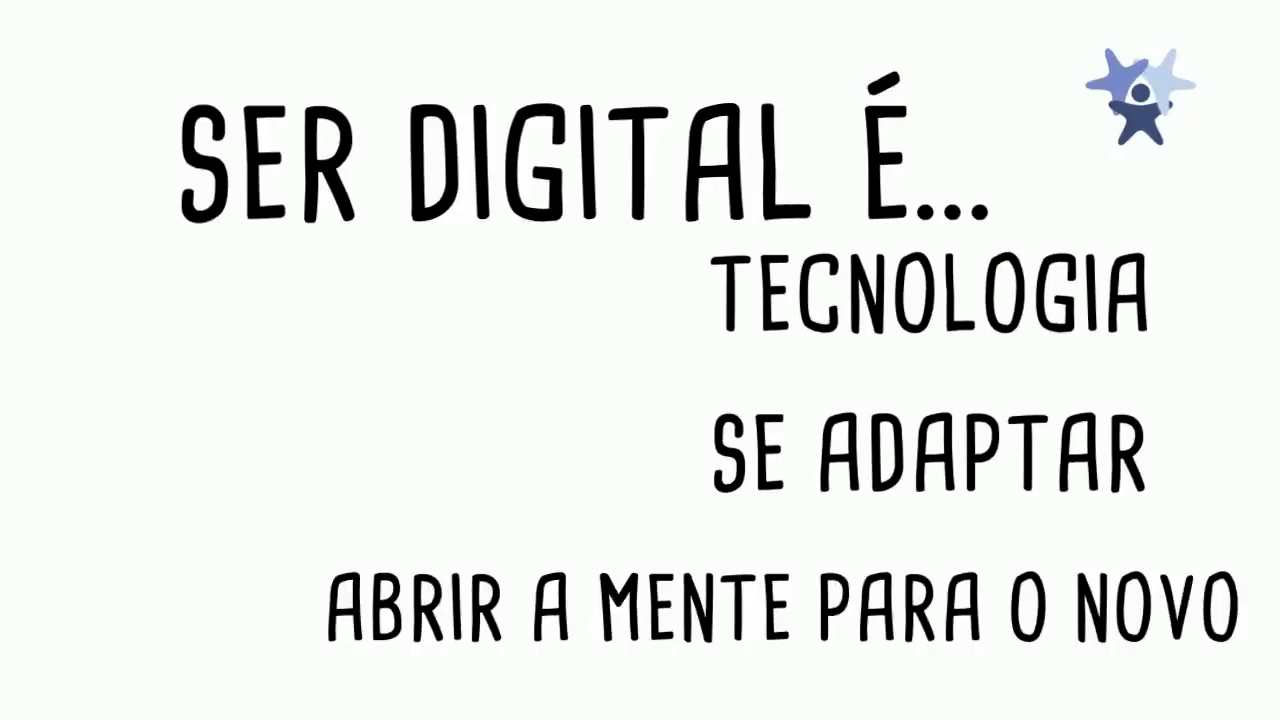 SER DIGITAL É...
TECNOLOGIA
SE ADAPTAR
ABRIR A MENTE PARA O NOVO